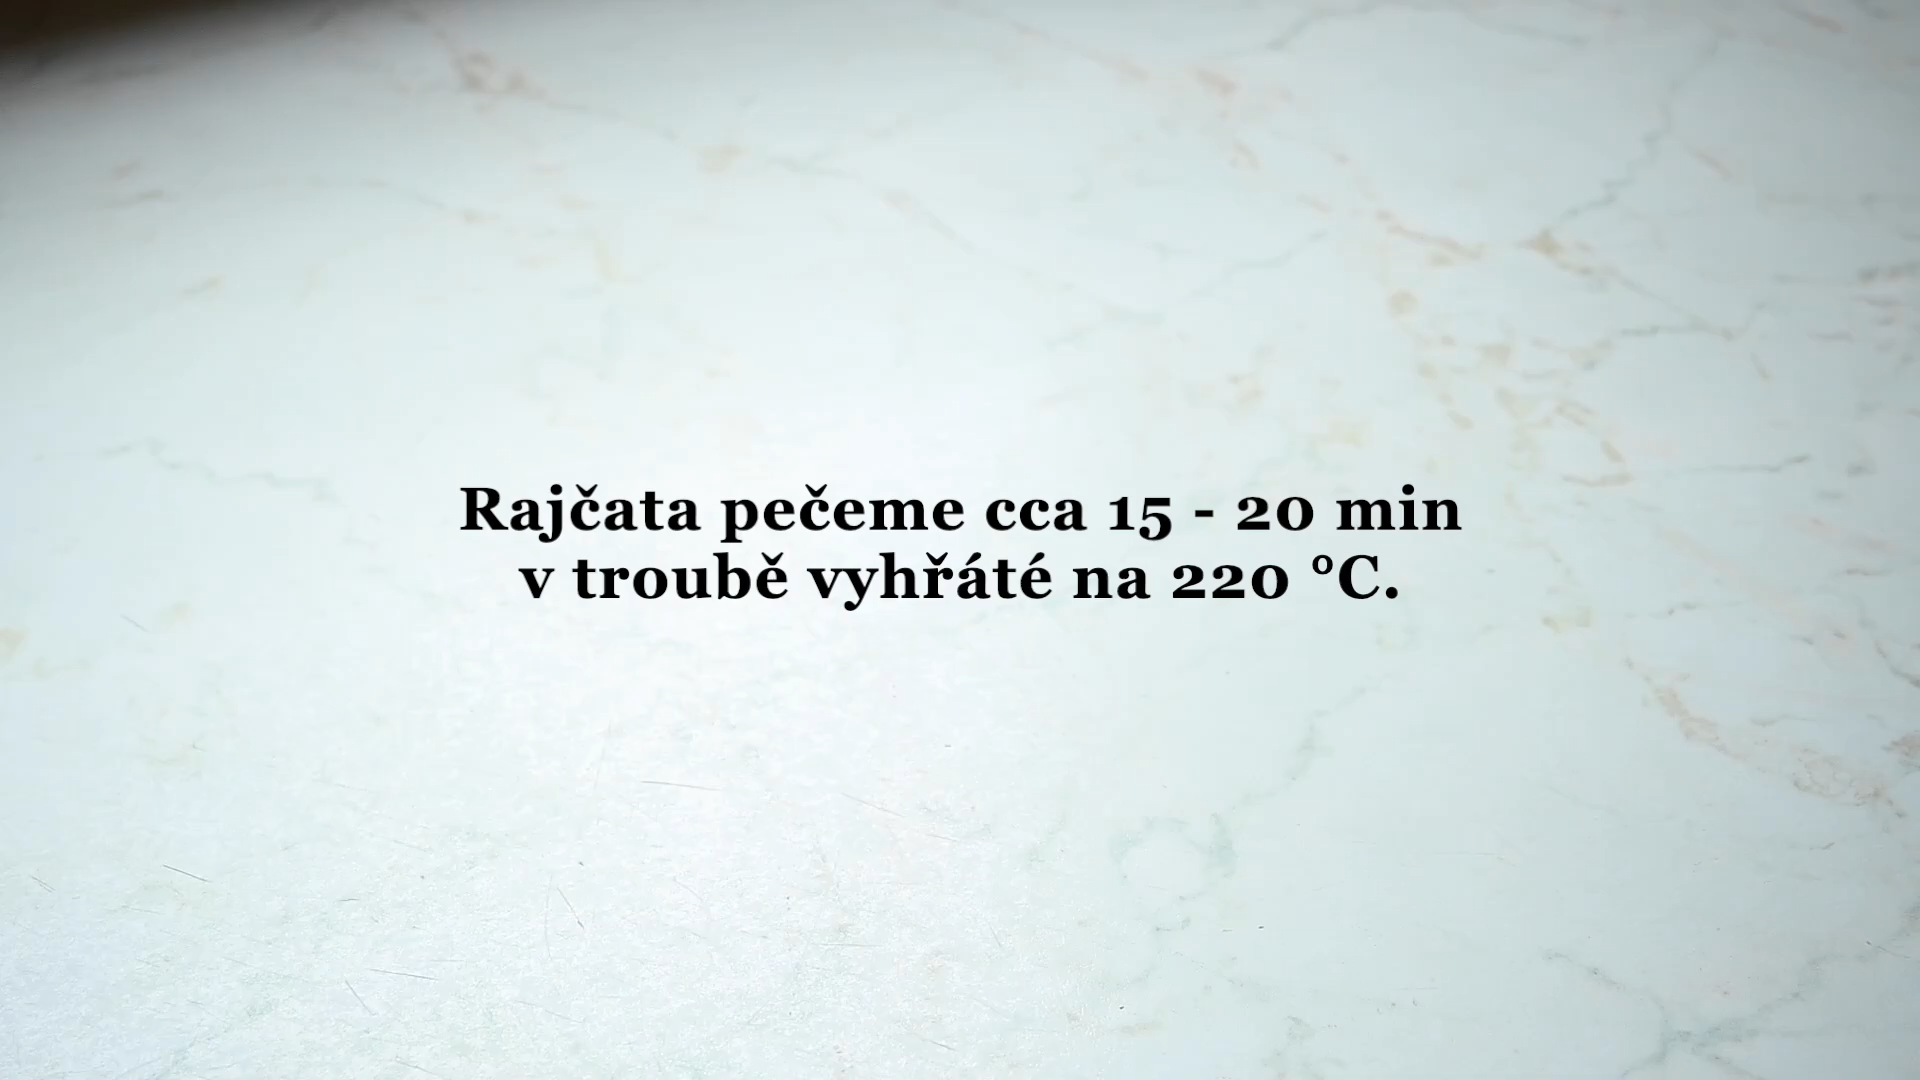 Rajčata pečeme cca 15 - 20 min
v troubě vyhřáté na 220 °C.